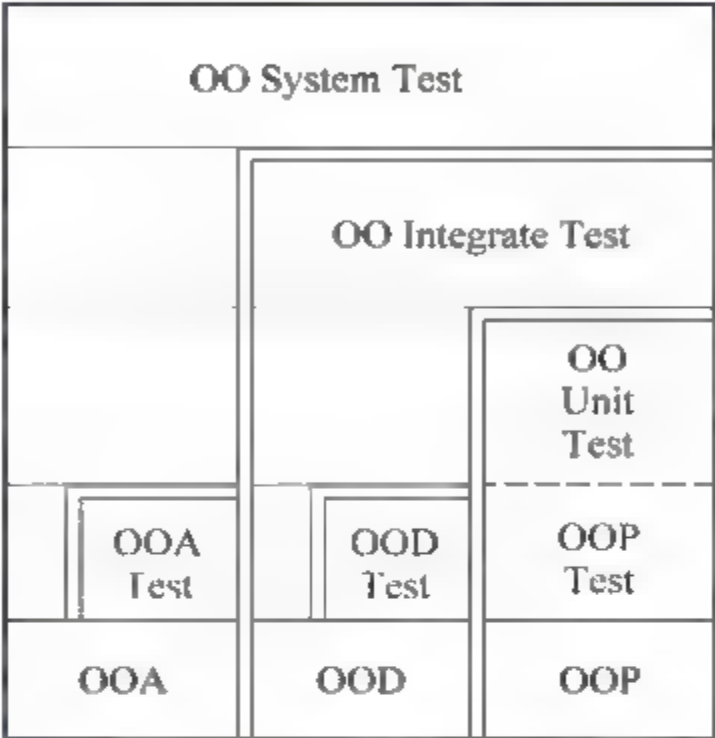 OO System Test
OO Integrate Test
OO
Unit
Test
OOA
Test
OOD
Test
OOP
Test
OOA
OOD
OOP